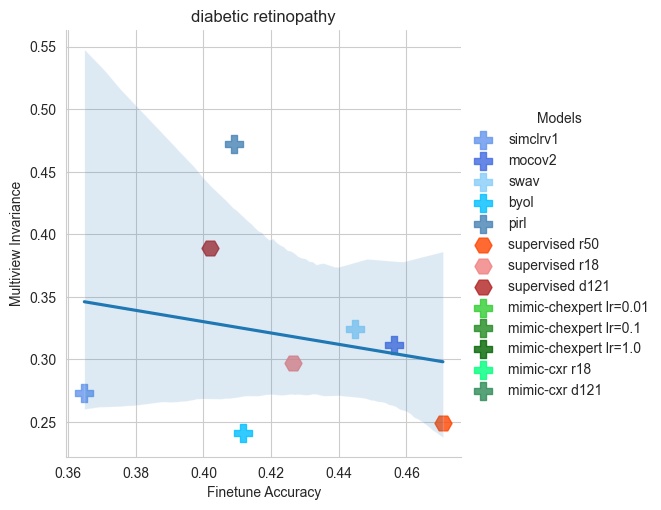 diabetic retinopathy
0.55
0.50
0.45
0.40
0.35
0.30
0.25
Multiview Invariance
0.36
0.38
0.40
0.42
0.44
0.46
Finetune Accuracy
Models
simclrv1
mocov2
swav
byol
pirl
supervised r50
supervised r18
supervised d121
mimic-chexpert lr=0.01
mimic-chexpert lr=0.1
mimic-chexpert lr=1.0
mimic-cxr r18
mimic-cxr d121